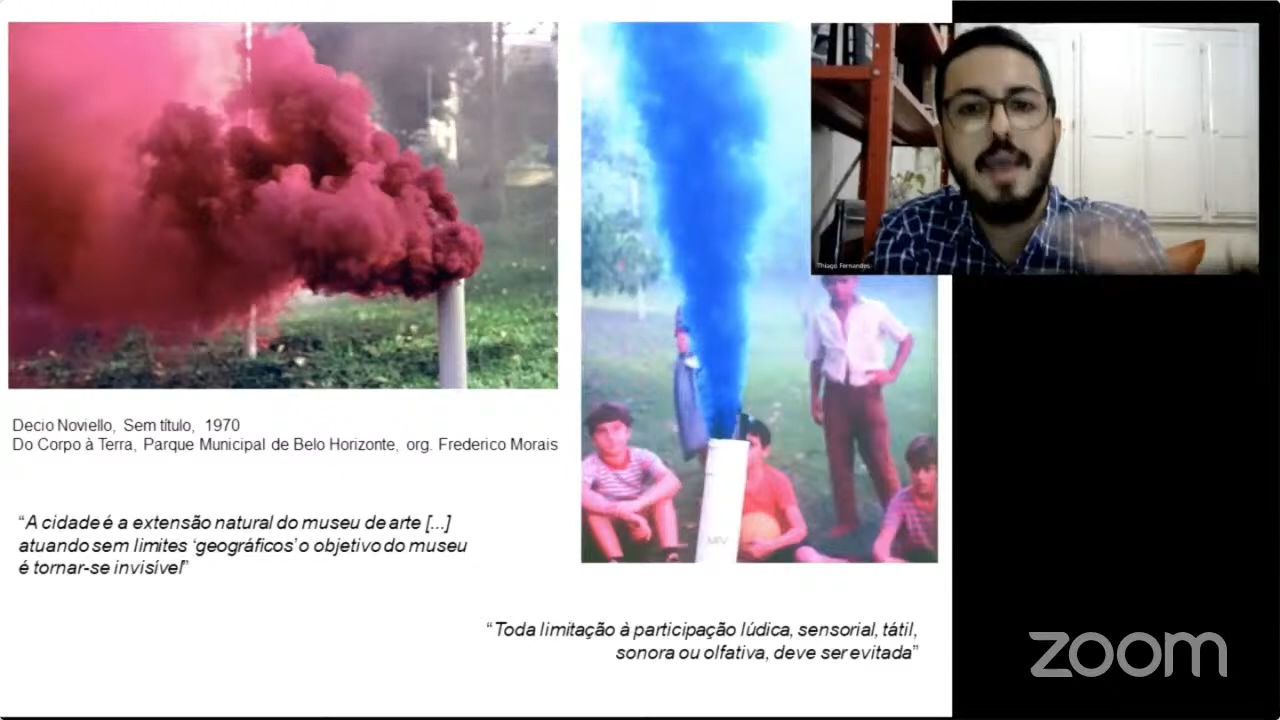 Thiago Fernandes
Decio Noviello, Sem título, 1970
Do Corpo à Terra, Parque Municipal de Belo Horizonte, org. Frederico Morais
“A cidade é a extensão natural do museu de arte [...]
atuando sem limites ‘geográficos’ o objetivo do museu
é tornar-se invisível”
“Toda limitação à participação lúdica, sensorial, tátil,
sonora ou olfativa, deve ser evitada”
zoom